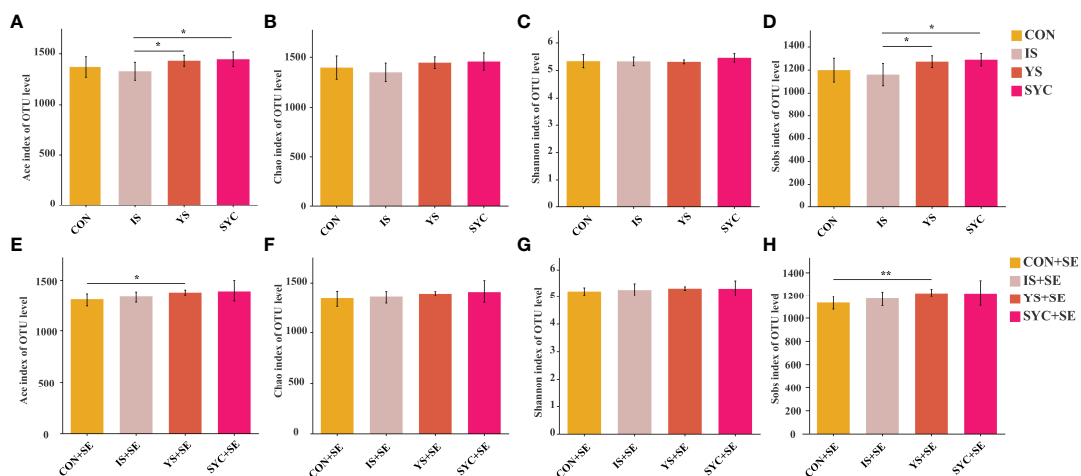 A
Ace index of OTU level
1500
1000
500
0
*
*
CON
IS
YS
SYC
B
Chao index of OTU level
1500
1000
500
0
CON
IS
YS
SYC
C
Shannon index of OTU level
6
5
4
3
2
1
0
CON
IS
YS
SYC
D
Sobs index of OTU level
1400
1200
1000
800
600
400
200
0
*
*
CON
IS
YS
SYC
CON
IS
YS
SYC
E
Ace index of OTU level
1500
1000
500
0
*
CON+SE
IS+SE
YS+SE
SYC+SE
F
Chao index of OTU level
1500
1000
500
0
CON+SE
IS+SE
YS+SE
SYC+SE
G
Shannon index of OTU level
6
5
4
3
2
1
0
CON+SE
IS+SE
YS+SE
SYC+SE
H
Sobs index of OTU level
1400
1200
1000
800
600
400
200
0
**
CON+SE
IS+SE
YS+SE
SYC+SE
CON+SE
IS+SE
YS+SE
SYC+SE